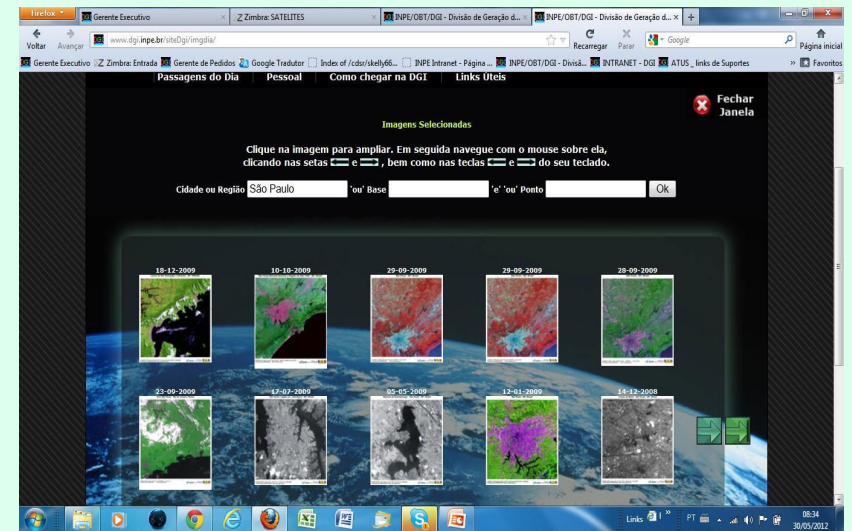 Firefox
Gerente Executivo
Zimbra: SATELITES
INPE/OBT/DGI - Divisão de Geração d...
INPE/OBT/DGI - Divisão de Geração d...
Voltar
Avançar
www.dgi.inpe.br/siteDgi/imgdia/
Recarregar
Parar
Google
Página inicial
Gerente Executivo
Zimbra: Entrada
Gerente de Pedidos
Google Tradutor
Index of /cdsr/skelly66...
INPE Intranet - Página ...
INPE/OBT/DGI - Divisã...
INTRANET - DGI
ATUS_ links de Suportes
»
Favoritos
Passagens do Dia
Pessoal
Como chegar na DGI
Links Úteis
Fechar
Janela
Imagens Selecionadas
Clique na imagem para ampliar. Em seguida navegue com o mouse sobre ela,
clicando nas setas e , bem como nas teclas e do seu teclado.
Cidade ou Região São Paulo 'ou' Base 'e' 'ou' Ponto Ok
18-12-2009 10-10-2009 29-09-2009 29-09-2009 28-09-2009
23-09-2009 17-07-2009 05-05-2009 12-01-2009 14-12-2008
Links
»
PT
08:34
30/05/2012